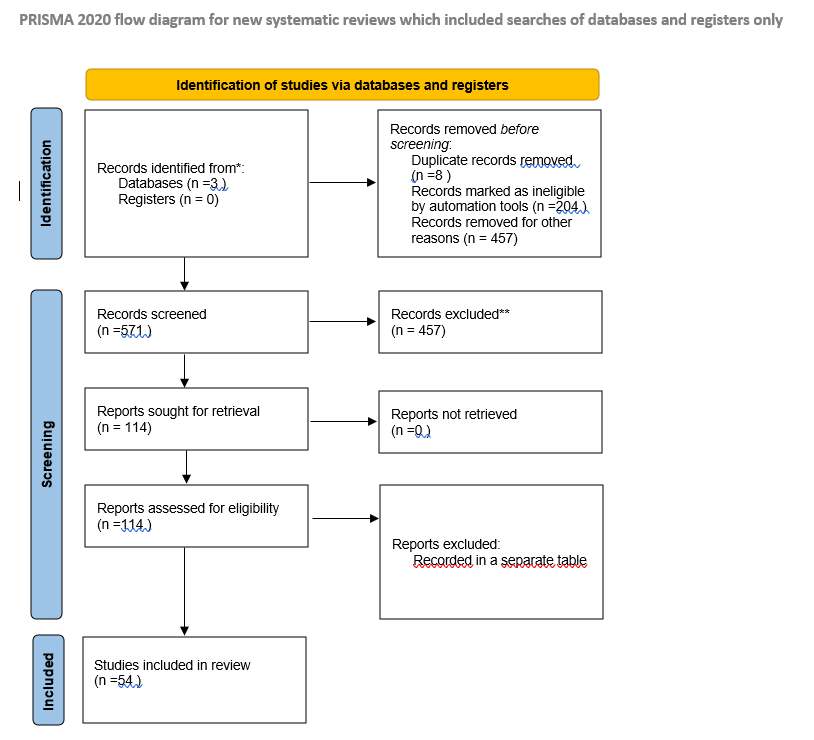 PRISMA 2020 flow diagram for new systematic reviews which included searches of databases and registers only
Identification of studies via databases and registers
Identification
Records identified from*:
Databases (n =3 )
Registers (n = 0)
Records removed before
screening:
Duplicate records removed
(n =8 )
Records marked as ineligible
by automation tools (n =204 )
Records removed for other
reasons (n = 457)
Screening
Records screened
(n =571 )
Records excluded**
(n = 457)
Reports sought for retrieval
(n = 114)
Reports not retrieved
(n =0 )
Reports assessed for eligibility
(n =114 )
Reports excluded:
Recorded in a separate table
Included
Studies included in review
(n =54 )